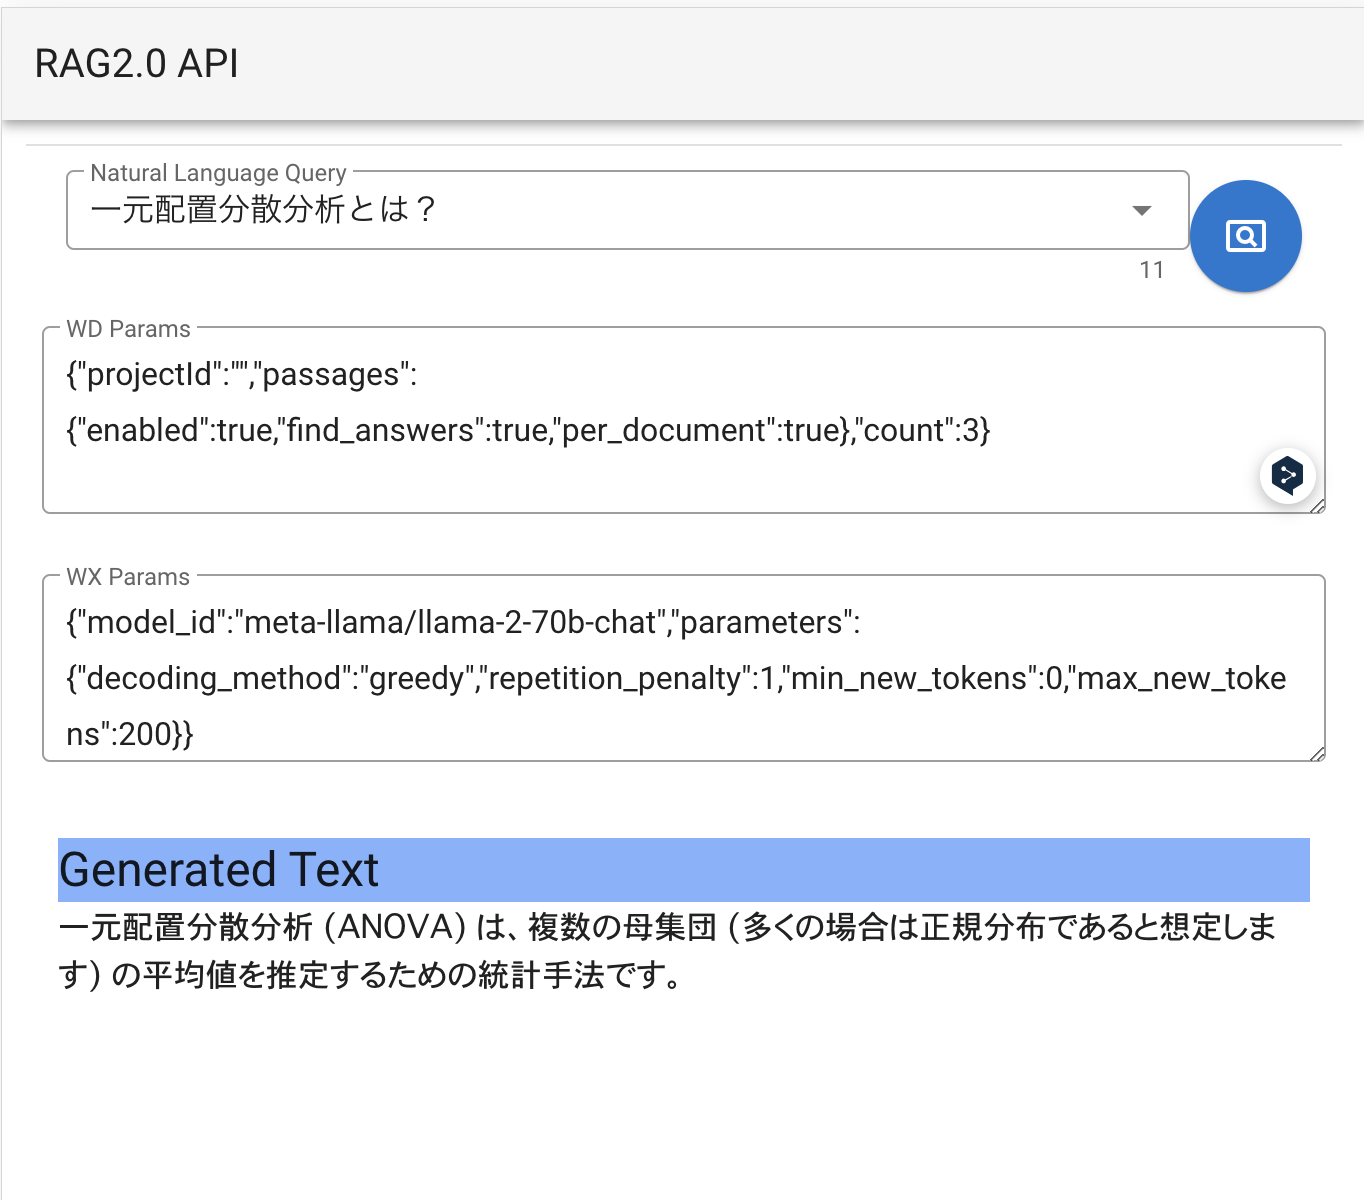 RAG2.0 API
Natural Language Query
一元配置分散分析とは？
11
WD Params
{"projectId":"","passages":
{"enabled":true,"find_answers":true,"per_document":true},"count":3}
WX Params
{"model_id":"meta-llama/llama-2-70b-chat","parameters":
{"decoding_method":"greedy","repetition_penalty":1,"min_new_tokens":0,"max_new_toke
ns":200}}
Generated Text
一元配置分散分析 (ANOVA) は、複数の母集団 (多くの場合は正規分布であると想定しま
す) の平均値を推定するための統計手法です。